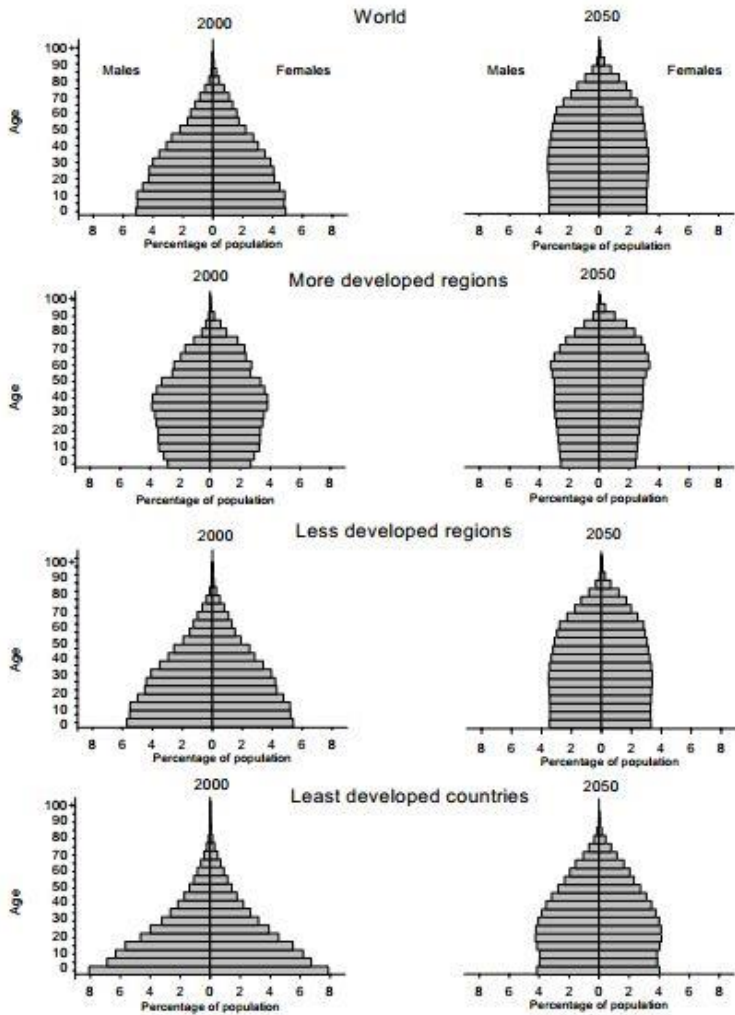 World
2000
2050
Males
Females
Males
Females
Age
100+
90
80
70
60
50
40
30
20
10
0
8 6 4 2 0 2 4 6 8
8 6 4 2 0 2 4 6 8
Percentage of population
Percentage of population
More developed regions
2000
2050
Age
100+
90
80
70
60
50
40
30
20
10
0
8 6 4 2 0 2 4 6 8
8 6 4 2 0 2 4 6 8
Percentage of population
Percentage of population
Less developed regions
2000
2050
Age
100+
90
80
70
60
50
40
30
20
10
0
8 6 4 2 0 2 4 6 8
8 6 4 2 0 2 4 6 8
Percentage of population
Percentage of population
Least developed countries
2000
2050
Age
100+
90
80
70
60
50
40
30
20
10
0
8 6 4 2 0 2 4 6 8
8 6 4 2 0 2 4 6 8
Percentage of population
Percentage of population